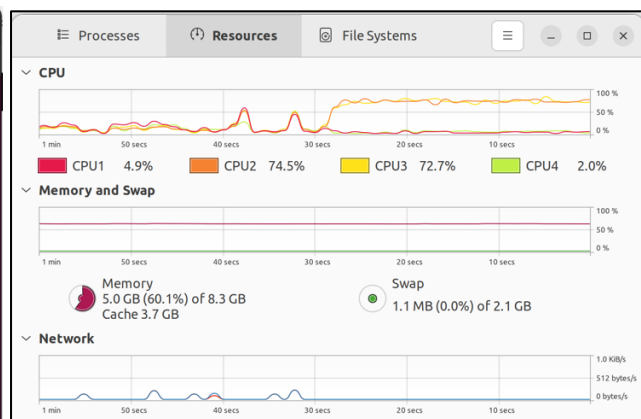 Processes Resources File Systems
CPU
100 %
50 %
0 %
1 min 50 secs 40 secs 30 secs 20 secs 10 secs
CPU1 4.9% CPU2 74.5% CPU3 72.7% CPU4 2.0%
Memory and Swap
100 %
50 %
0 %
1 min 50 secs 40 secs 30 secs 20 secs 10 secs
Memory
5.0 GB (60.1%) of 8.3 GB
Cache 3.7 GB
Swap
1.1 MB (0.0%) of 2.1 GB
Network
1.0 KiB/s
512 bytes/s
0 bytes/s
1 min 50 secs 40 secs 30 secs 20 secs 10 secs